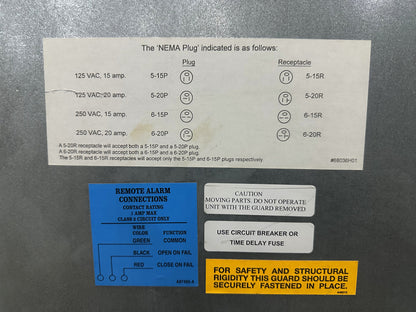 The 'NEMA Plug' indicated is as follows:
Plug Receptacle
125 VAC, 15 amp. 5-15P 5-15R
125 VAC, 20 amp. 5-20P 5-20R
250 VAC, 15 amp. 6-15P 6-15R
250 VAC, 20 amp. 6-20P 6-20R
A 5-20R receptacle will accept both a 5-15P and a 5-20P plug.
A 6-20R receptacle will accept both a 6-15P and a 6-20P plug.
The 5-15R and 6-15R receptacles will accept only the 5-15P and 6-15P plugs respectively
#68036H01
REMOTE ALARM
CONNECTIONS
CONTACT RATING
1 AMP MAX
CLASS 2 CIRCUIT ONLY
WIRE
COLOR FUNCTION
GREEN COMMON
BLACK OPEN ON FAIL
RED CLOSE ON FAIL
CAUTION
MOVING PARTS. DO NOT OPERATE
UNIT WITH THE GUARD REMOVED
USE CIRCUIT BREAKER OR
TIME DELAY FUSE
FOR SAFETY AND STRUCTURAL
RIGIDITY THIS GUARD SHOULD BE
SECURELY FASTENED IN PLACE.